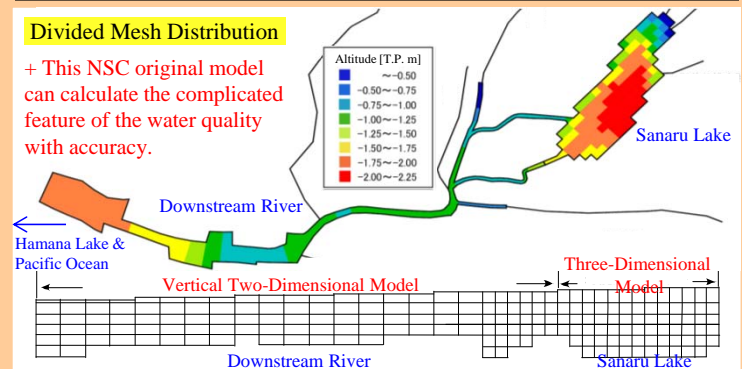 Divided Mesh Distribution
+ This NSC original model
can calculate the complicated
feature of the water quality
with accuracy.
Altitude [T.P. m]
～-0.50
-0.50～-0.75
-0.75～-1.00
-1.00～-1.25
-1.25～-1.50
-1.50～-1.75
-1.75～-2.00
-2.00～-2.25
Sanaru Lake
Downstream River
Hamana Lake &
Pacific Ocean
Vertical Two-Dimensional Model
Three-Dimensional
Model
Downstream River
Sanaru Lake